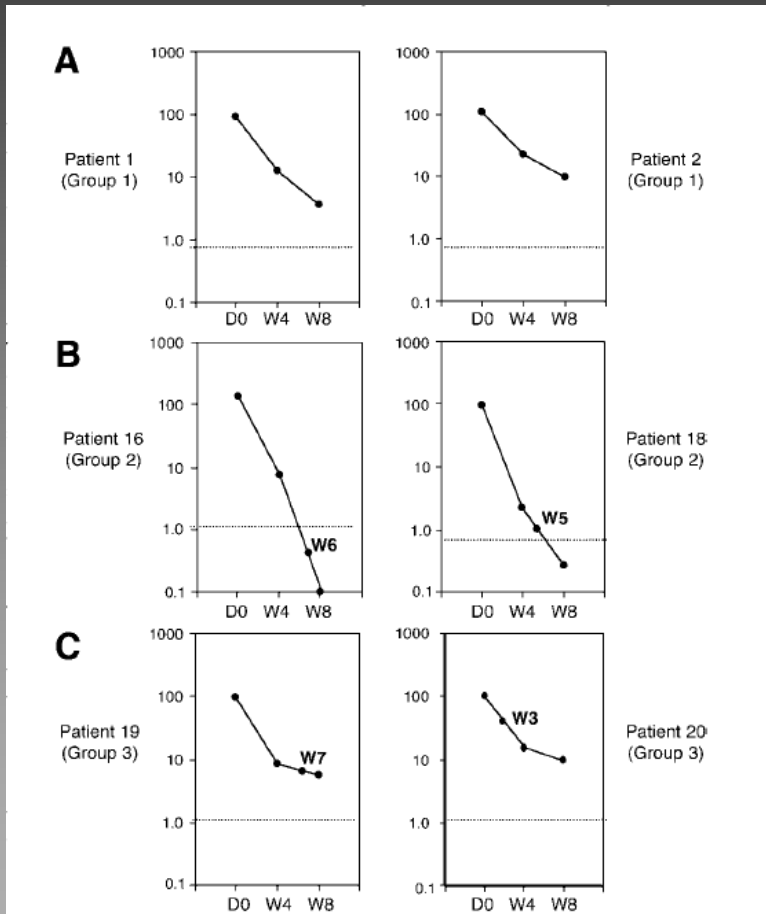 A
1000
100
10
1.0
0.1
D0 W4 W8
Patient 1
(Group 1)
1000
100
10
1.0
0.1
D0 W4 W8
Patient 2
(Group 1)
B
1000
100
10
1.0
0.1
W6
D0 W4 W8
Patient 16
(Group 2)
1000
100
10
1.0
0.1
W5
D0 W4 W8
Patient 18
(Group 2)
C
1000
100
10
1.0
0.1
W7
D0 W4 W8
Patient 19
(Group 3)
1000
100
10
1.0
0.1
W3
D0 W4 W8
Patient 20
(Group 3)